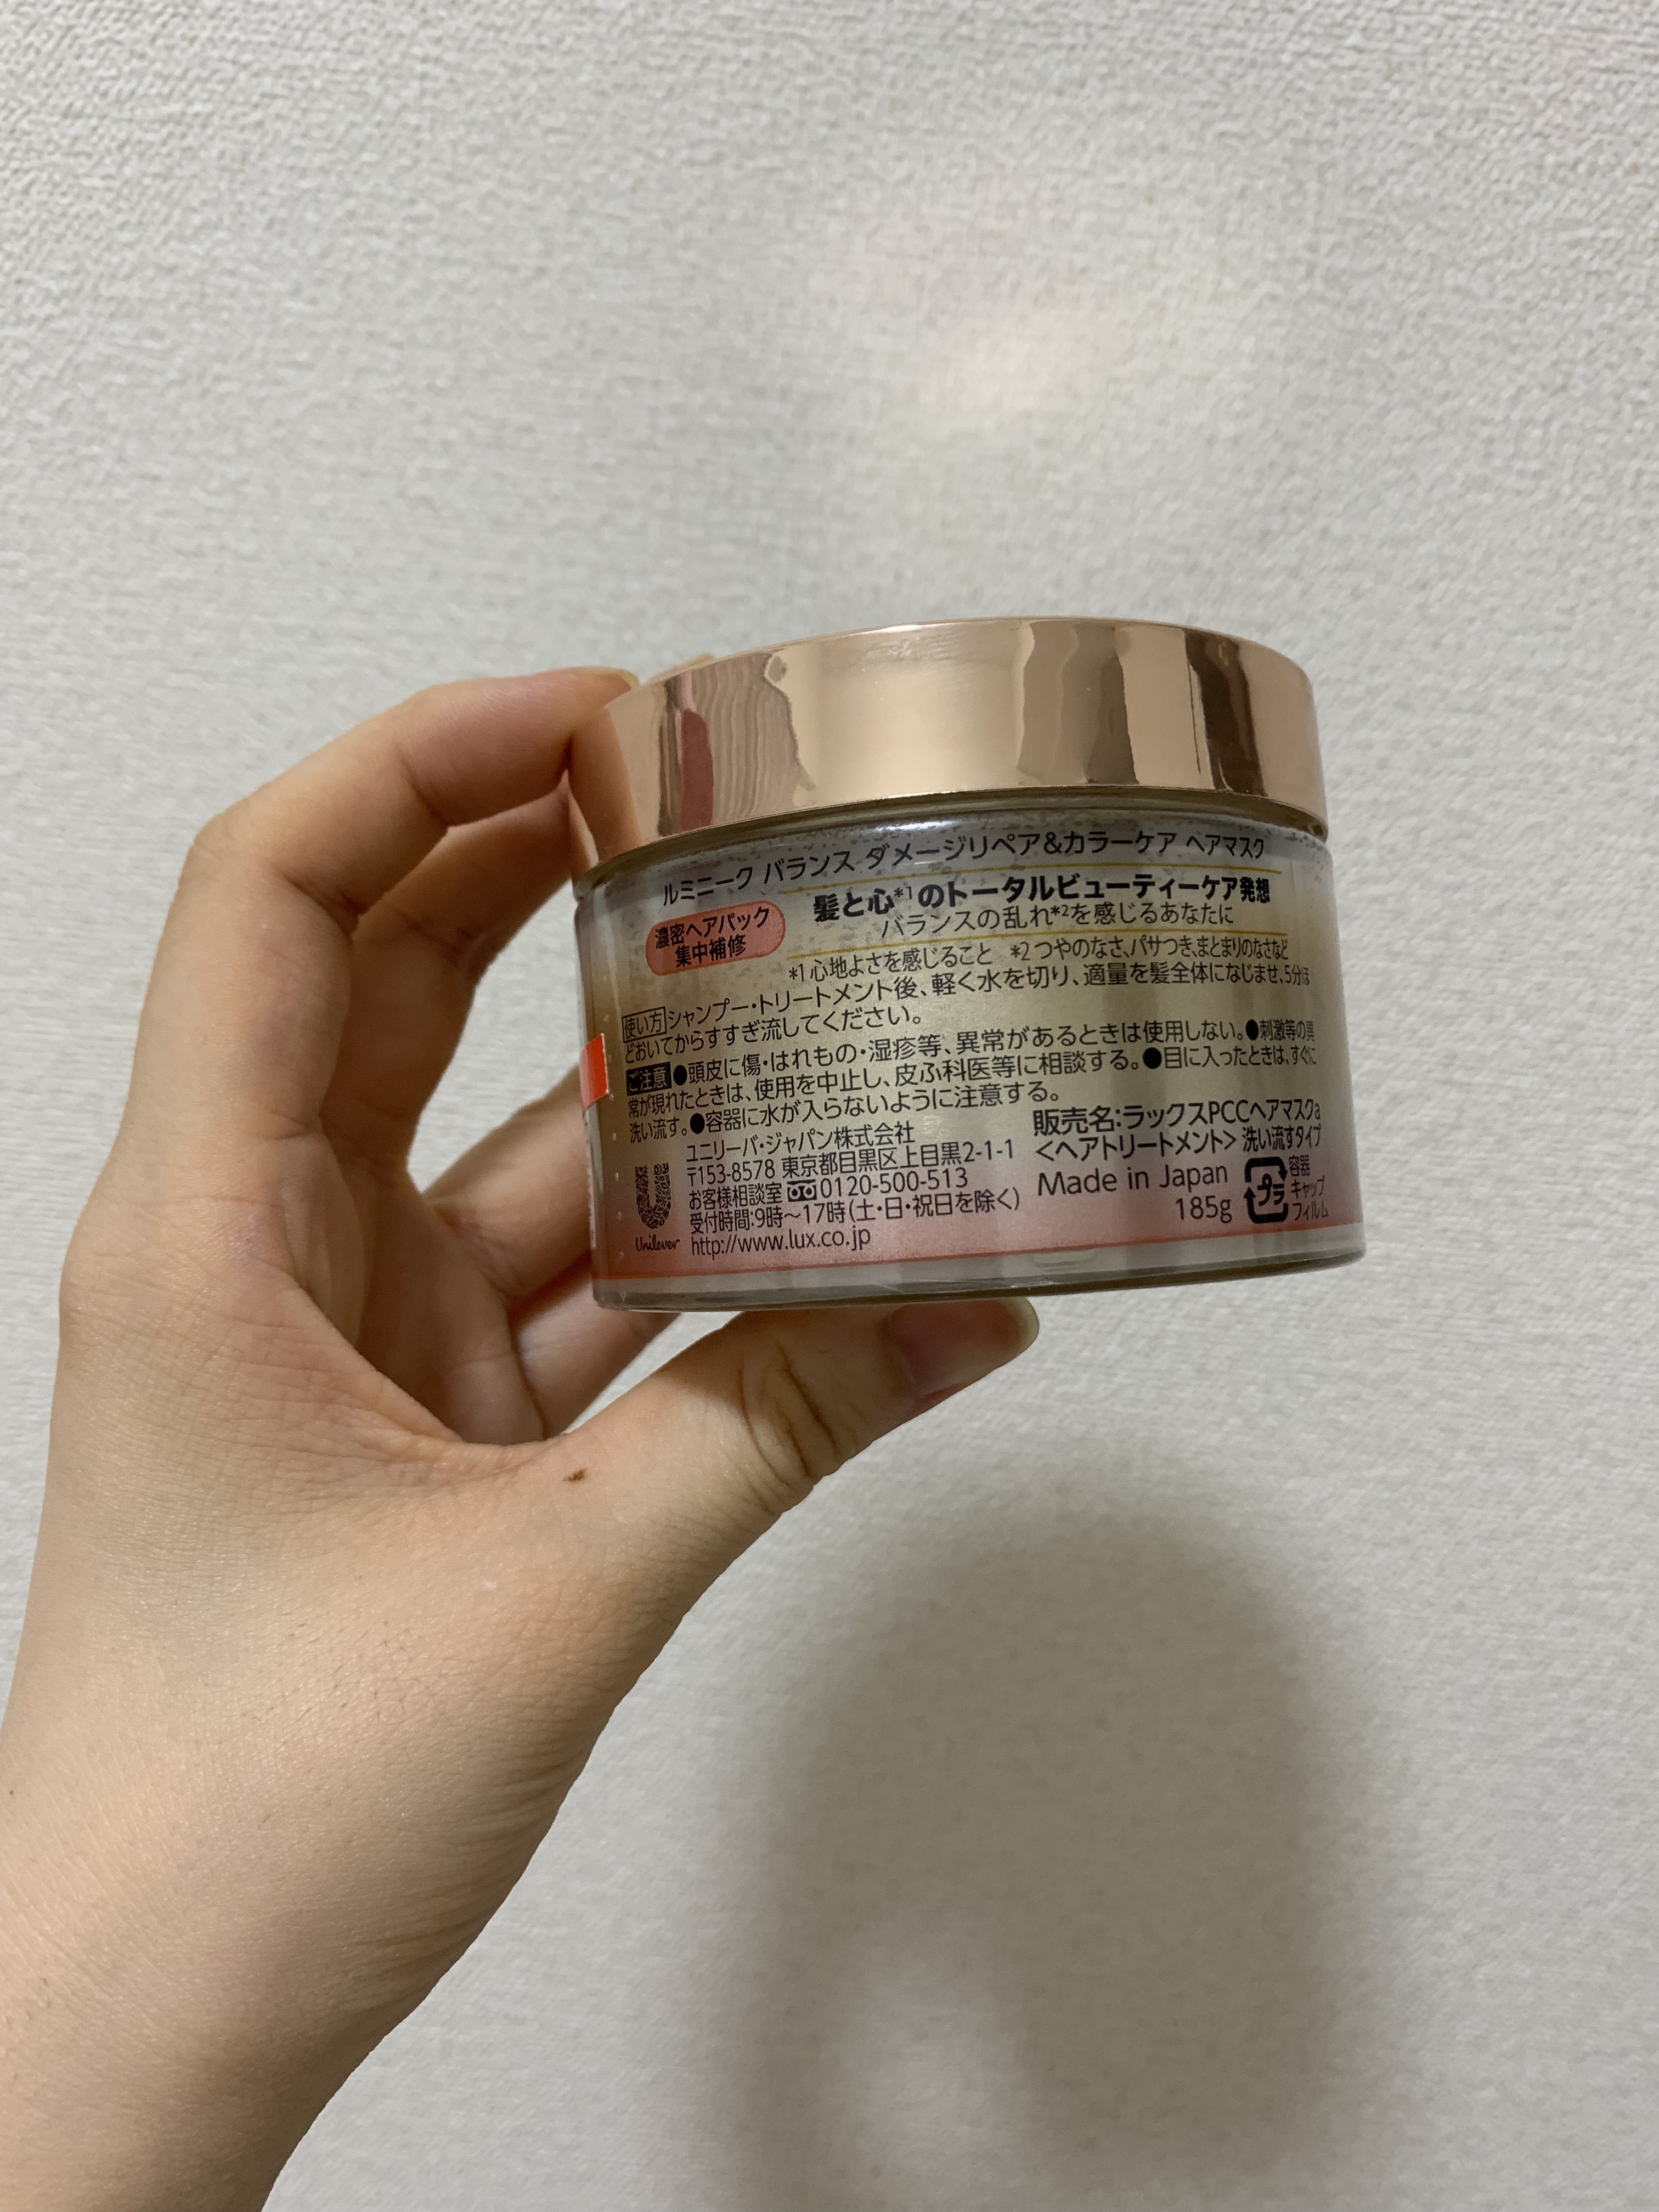 ルミニーク バランス ダメージリペア&カラーケア ヘアマスク
濃密ヘアパック
集中補修
髪と心*1のトータルビューティーケア発想
バランスの乱れ*2を感じるあなたに
*1 心地よさを感じること *2 つやのなさ、パサつき、まとまりのなさなど
使い方 シャンプー・トリートメント後、軽く水を切り、適量を髪全体になじませ、5分ほ
どおいてからすすぎ流してください。
ご注意 ●頭皮に傷・はれもの・湿疹等、異常があるときは使用しない。●刺激等の異
常が現れたときは、使用を中止し、皮ふ科医等に相談する。●目に入ったときは、すぐに
洗い流す。●容器に水が入らないように注意する。
ユニリーバ・ジャパン株式会社
〒153-8578 東京都目黒区上目黒2-1-1
お客様相談室 0120-500-513
受付時間:9時〜17時(土・日・祝日を除く)
http://www.lux.co.jp
Unilever
販売名:ラックスPCCヘアマスクa
<ヘアトリートメント> 洗い流すタイプ
Made in Japan
185g
プラ
容器
キャップ
フィルム